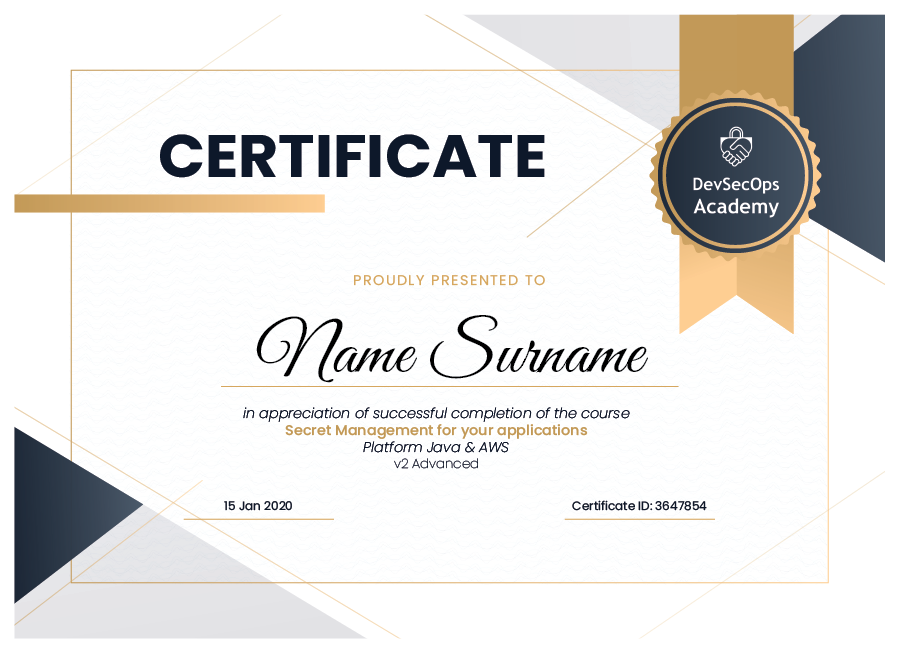 CERTIFICATE
DevSecOps
Academy
PROUDLY PRESENTED TO
Name Surname
in appreciation of successful completion of the course
Secret Management for your applications
Platform Java & AWS
v2 Advanced
15 Jan 2020
Certificate ID: 3647854